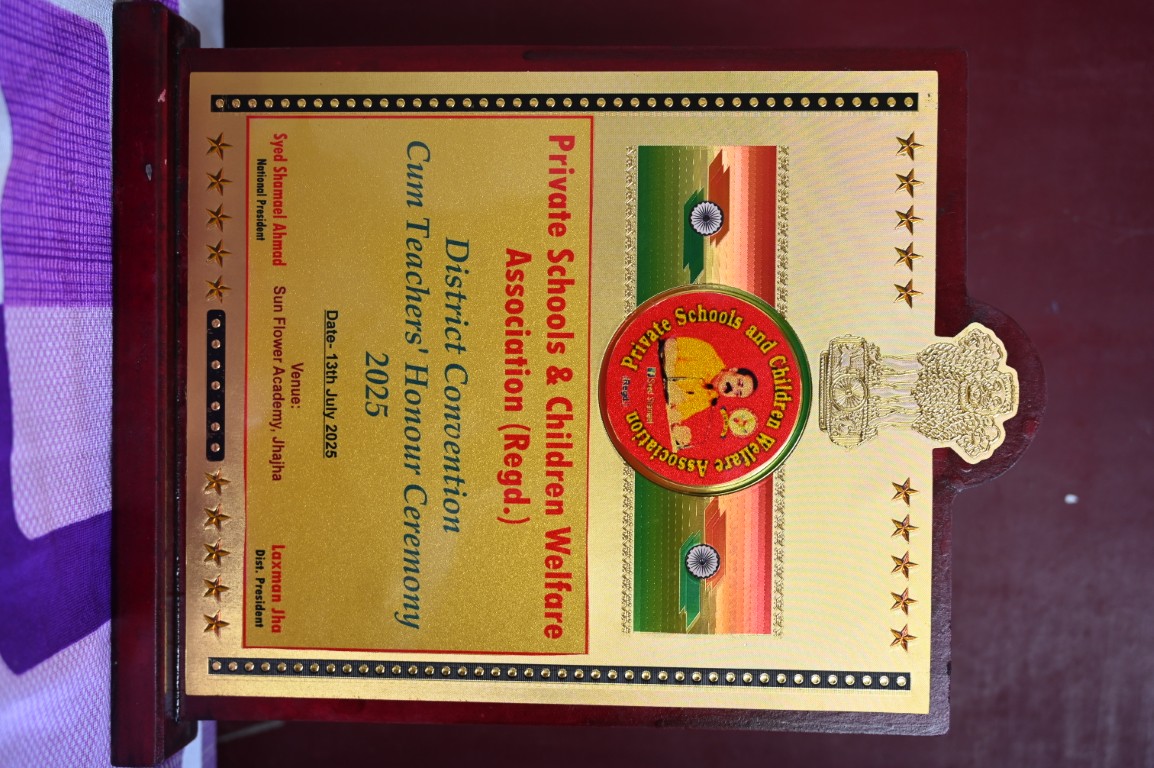 Private Schools and Children Welfare Association
Regd.
Private Schools & Children Welfare
Association (Regd.)
District Convention
Cum Teachers' Honour Ceremony
2025
Date- 13th July 2025
Venue:
Syed Shamael Ahmad Sun Flower Academy, Jhajha Laxman Jha
National President Dist. President